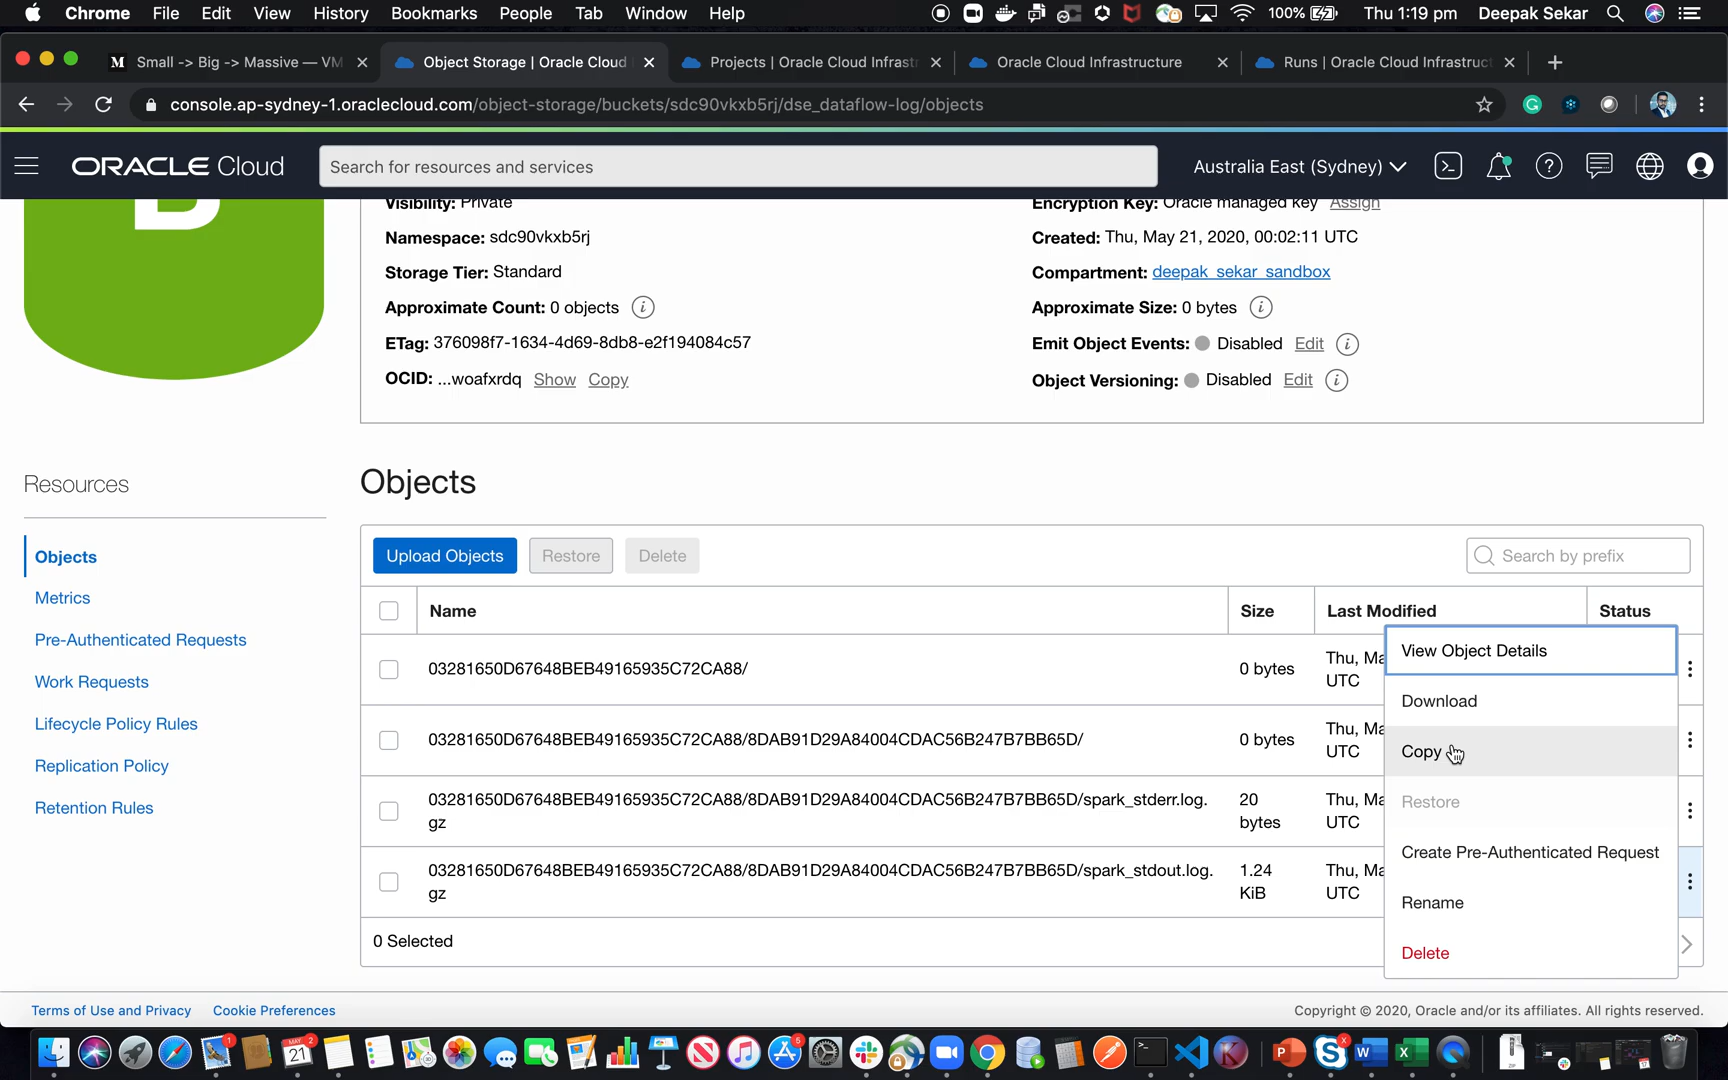 Chrome File Edit View History Bookmarks People Tab Window Help 100% Thu 1:19 pm Deepak Sekar
M Small -> Big -> Massive — VM
Object Storage | Oracle Cloud
Projects | Oracle Cloud Infrast
Oracle Cloud Infrastructure
Runs | Oracle Cloud Infrastruct
console.ap-sydney-1.oraclecloud.com/object-storage/buckets/sdc90vkxb5rj/dse_dataflow-log/objects
ORACLE Cloud
Search for resources and services
Australia East (Sydney)
Visibility: Private
Encryption Key: Oracle managed key Assign
Namespace: sdc90vkxb5rj
Created: Thu, May 21, 2020, 00:02:11 UTC
Storage Tier: Standard
Compartment: deepak_sekar_sandbox
Approximate Count: 0 objects
Approximate Size: 0 bytes
ETag: 376098f7-1634-4d69-8db8-e2f194084c57
Emit Object Events: Disabled Edit
OCID: ...woafxrdq Show Copy
Object Versioning: Disabled Edit
Resources
Objects
Metrics
Pre-Authenticated Requests
Work Requests
Lifecycle Policy Rules
Replication Policy
Retention Rules
Objects
Upload Objects Restore Delete
Search by prefix
Name Size Last Modified Status
03281650D67648BEB49165935C72CA88/ 0 bytes Thu, Ma
UTC
03281650D67648BEB49165935C72CA88/8DAB91D29A84004CDAC56B247B7BB65D/ 0 bytes Thu, Ma
UTC
03281650D67648BEB49165935C72CA88/8DAB91D29A84004CDAC56B247B7BB65D/spark_stderr.log. 20 Thu, Ma
gz bytes UTC
03281650D67648BEB49165935C72CA88/8DAB91D29A84004CDAC56B247B7BB65D/spark_stdout.log. 1.24 Thu, Ma
gz KiB UTC
0 Selected
View Object Details
Download
Copy
Restore
Create Pre-Authenticated Request
Rename
Delete
Terms of Use and Privacy Cookie Preferences
Copyright © 2020, Oracle and/or its affiliates. All rights reserved.